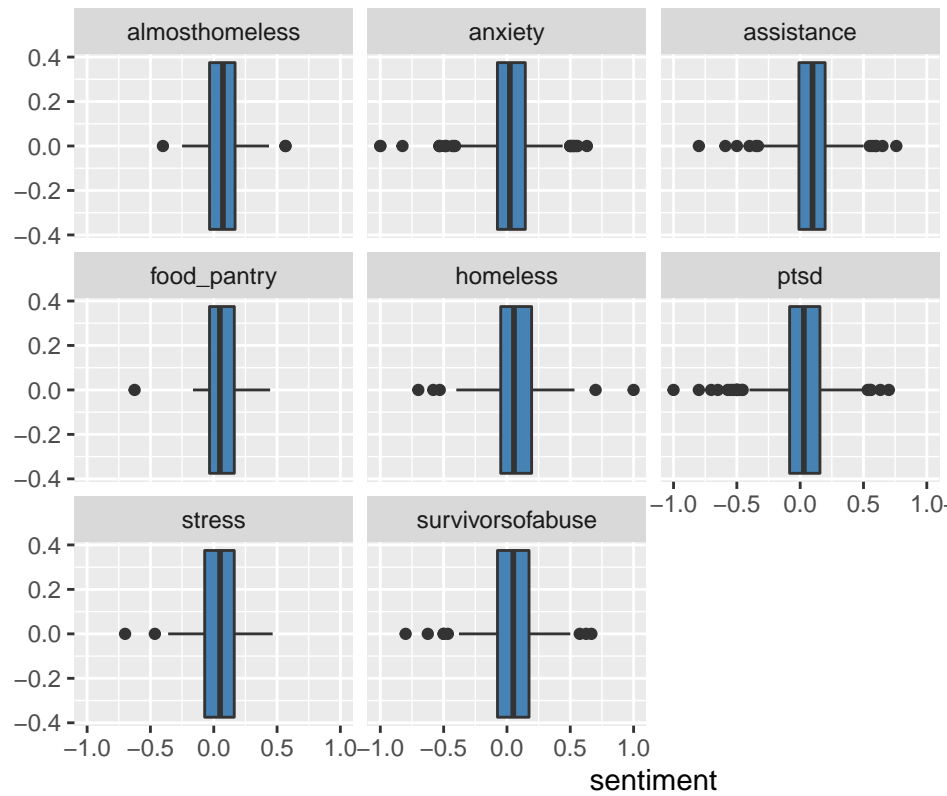 almosthomeless anxiety assistance
0.4
0.2
0.0
−0.2
−0.4
food_pantry homeless ptsd
0.4
0.2
0.0
−0.2
−0.4
−1.0 −0.5 0.0 0.5 1.0
stress survivorsofabuse
0.4
0.2
0.0
−0.2
−0.4
−1.0 −0.5 0.0 0.5 1.0 −1.0 −0.5 0.0 0.5 1.0
sentiment